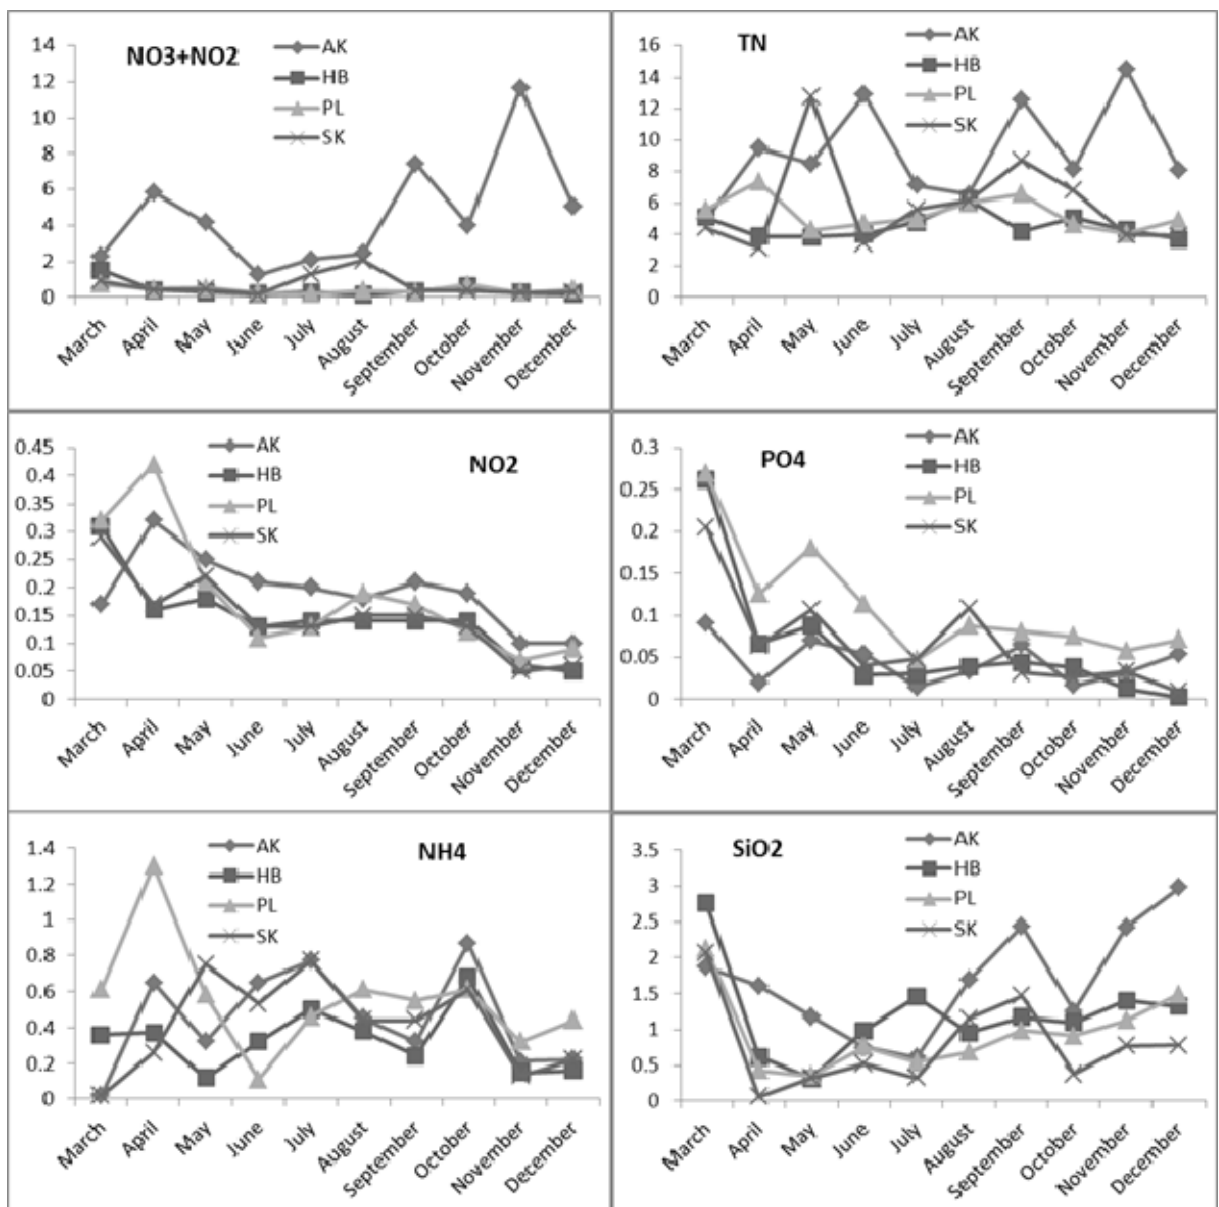 NO3+NO2
AK
HB
PL
SK
14
12
10
8
6
4
2
0
March
April
May
June
July
August
September
October
November
December
TN
AK
HB
PL
SK
16
14
12
10
8
6
4
2
0
March
April
May
June
July
August
September
October
November
December
NO2
AK
HB
PL
SK
0.45
0.4
0.35
0.3
0.25
0.2
0.15
0.1
0.05
0
March
April
May
June
July
August
September
October
November
December
PO4
AK
HB
PL
SK
0.3
0.25
0.2
0.15
0.1
0.05
0
March
April
May
June
July
August
September
October
November
December
NH4
AK
HB
PL
SK
1.4
1.2
1
0.8
0.6
0.4
0.2
0
March
April
May
June
July
August
September
October
November
December
SiO2
AK
HB
PL
SK
3.5
3
2.5
2
1.5
1
0.5
0
March
April
May
June
July
August
September
October
November
December